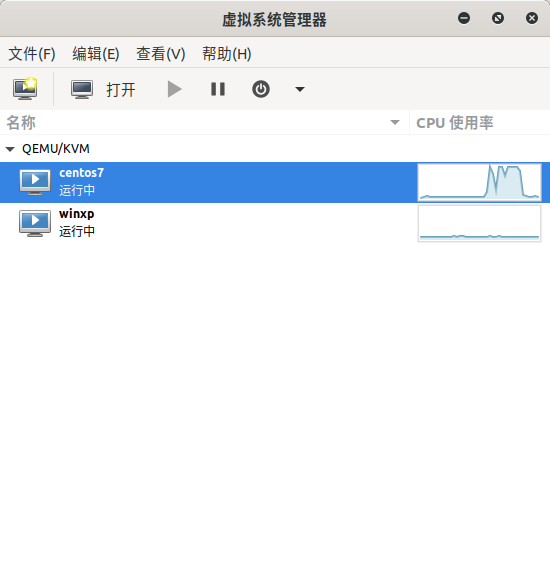 虚拟系统管理器
文件(F) 编辑(E) 查看(V) 帮助(H)
打开
名称 CPU 使用率
QEMU/KVM
centos7
运行中
winxp
运行中